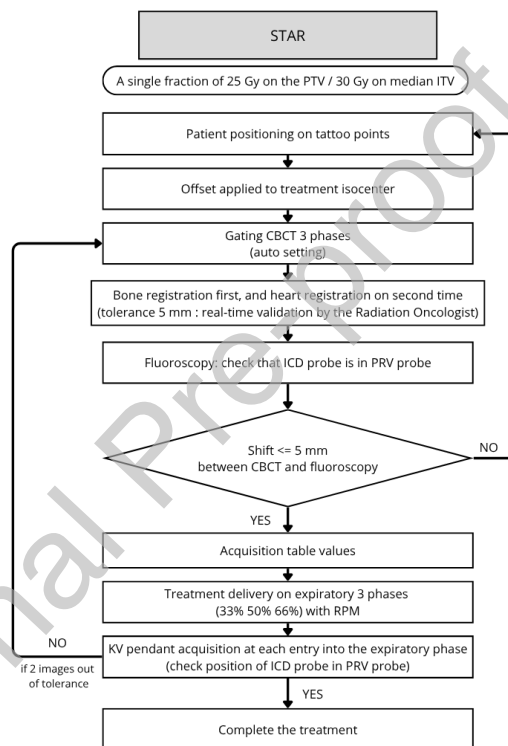 STAR
A single fraction of 25 Gy on the PTV / 30 Gy on median ITV
Patient positioning on tattoo points
Offset applied to treatment isocenter
Gating CBCT 3 phases
(auto setting)
Bone registration first, and heart registration on second time
(tolerance 5 mm : real-time validation by the Radiation Oncologist)
Fluoroscopy: check that ICD probe is in PRV probe
Shift <= 5 mm
between CBCT and fluoroscopy
NO
YES
Acquisition table values
Treatment delivery on expiratory 3 phases
(33% 50% 66%) with RPM
NO
if 2 images out
of tolerance
KV pendant acquisition at each entry into the expiratory phase
(check position of ICD probe in PRV probe)
YES
Complete the treatment
nal Pre-proof